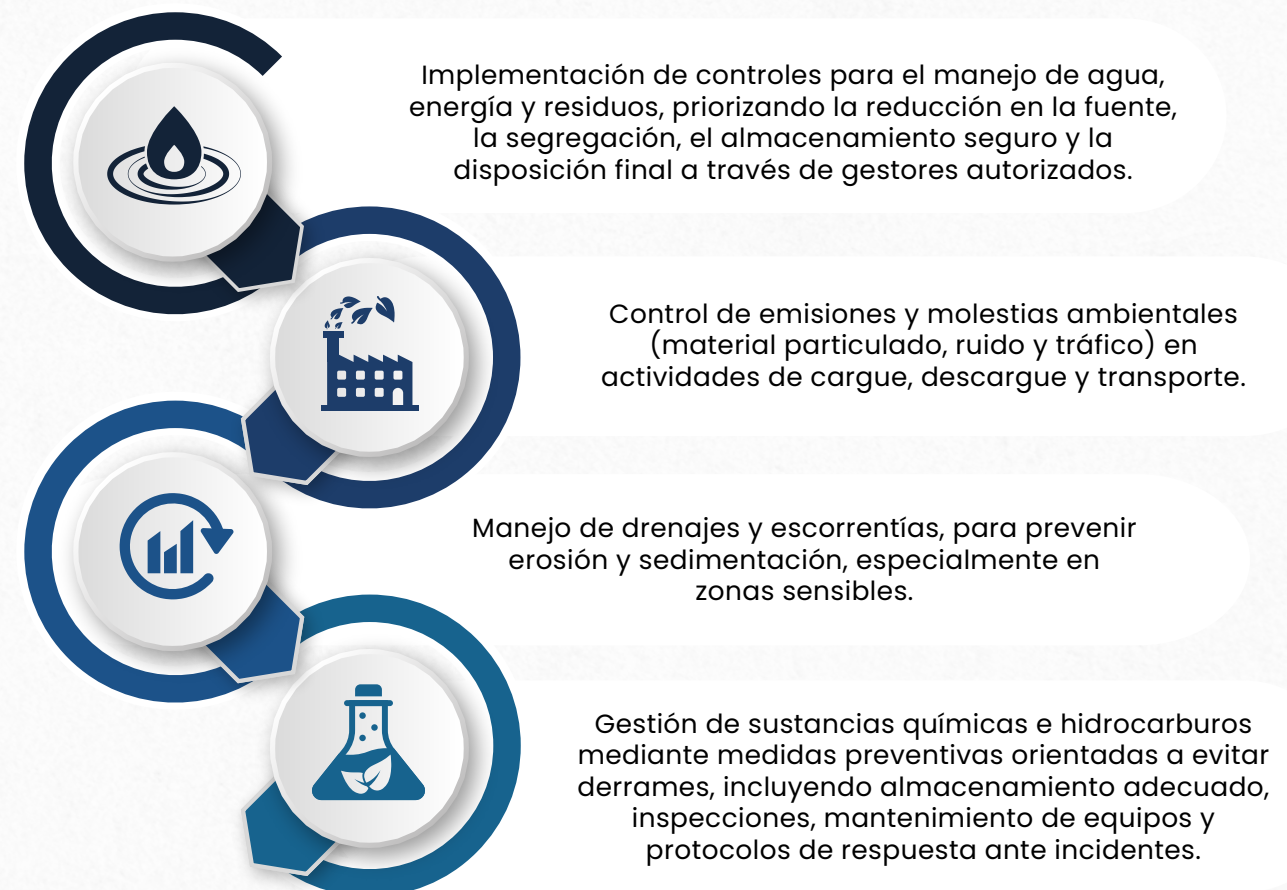 Implementación de controles para el manejo de agua,
energía y residuos, priorizando la reducción en la fuente,
la segregación, el almacenamiento seguro y la
disposición final a través de gestores autorizados.
Control de emisiones y molestias ambientales
(material particulado, ruido y tráfico) en
actividades de cargue, descargue y transporte.
Manejo de drenajes y escorrentías, para prevenir
erosión y sedimentación, especialmente en
zonas sensibles.
Gestión de sustancias químicas e hidrocarburos
mediante medidas preventivas orientadas a evitar
derrames, incluyendo almacenamiento adecuado,
inspecciones, mantenimiento de equipos y
protocolos de respuesta ante incidentes.